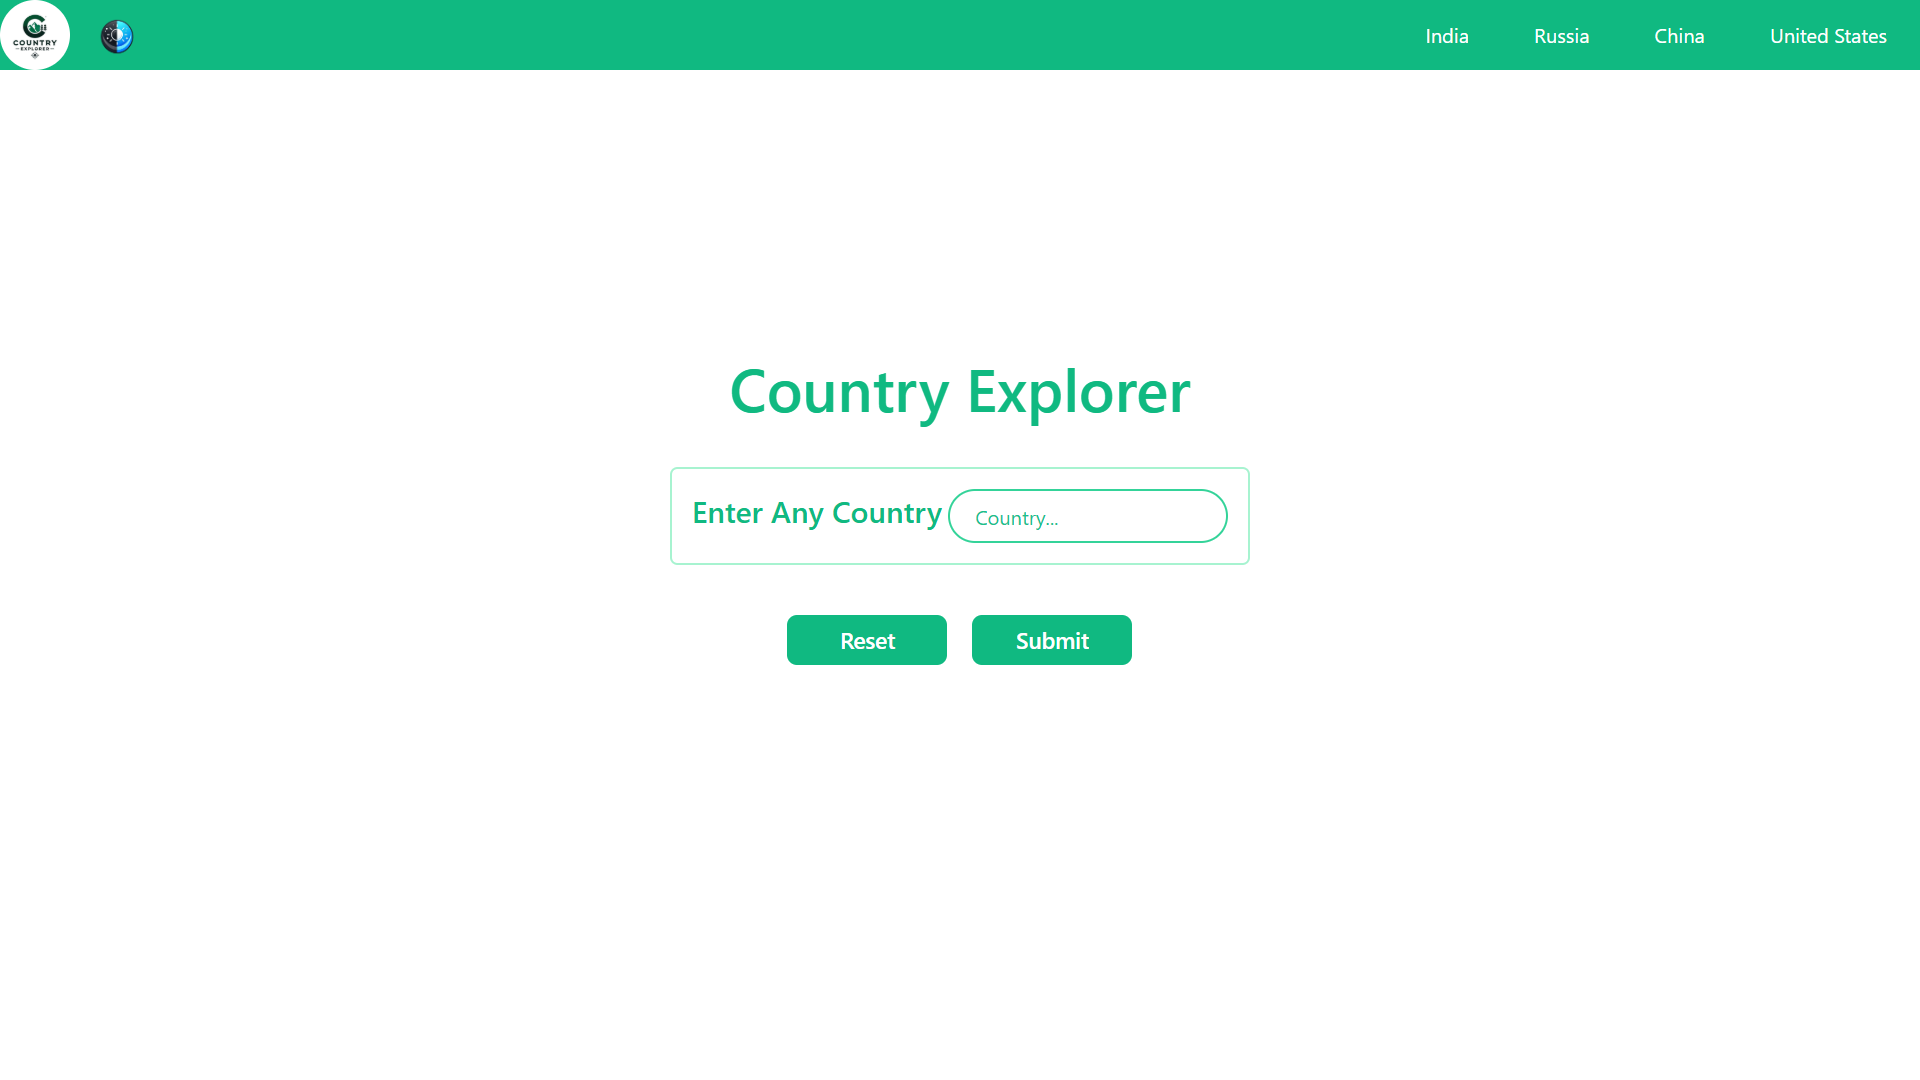 COUNTRY
EXPLORER
India
Russia
China
United States
Country Explorer
Enter Any Country
Country...
Reset
Submit